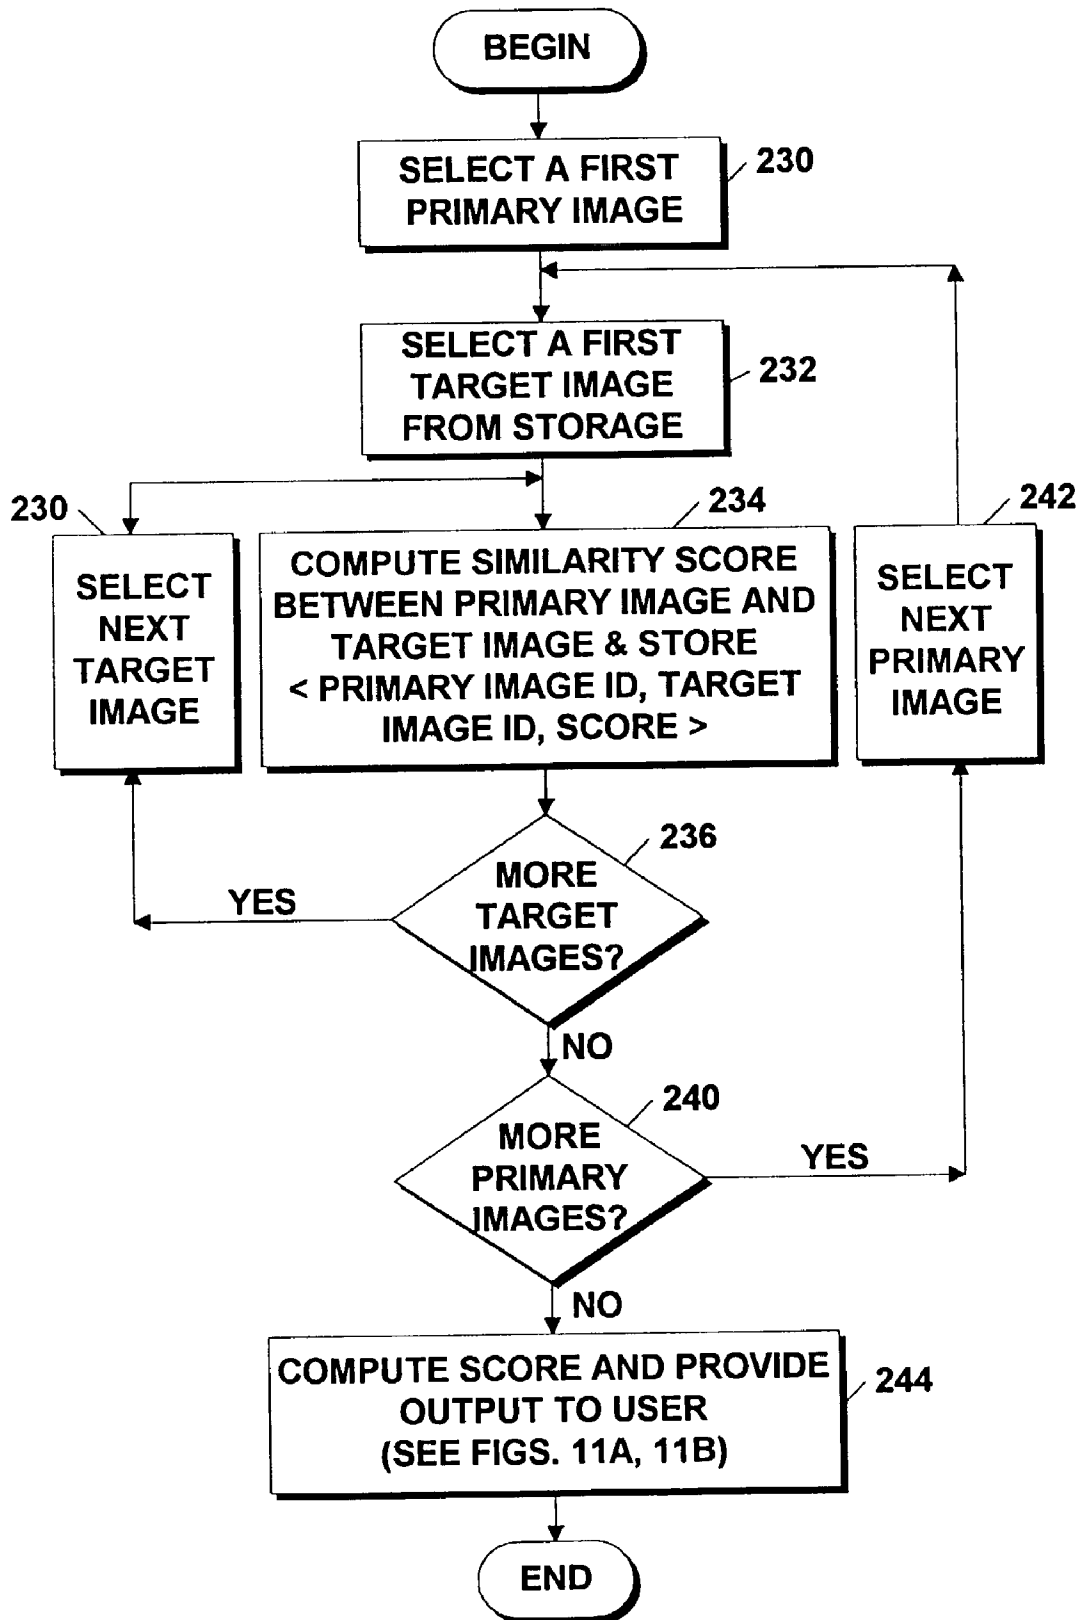 BEGIN
SELECT A FIRST
PRIMARY IMAGE
230
SELECT A FIRST
TARGET IMAGE
FROM STORAGE
232
230
SELECT
NEXT
TARGET
IMAGE
234
COMPUTE SIMILARITY SCORE
BETWEEN PRIMARY IMAGE AND
TARGET IMAGE & STORE
< PRIMARY IMAGE ID, TARGET
IMAGE ID, SCORE >
242
SELECT
NEXT
PRIMARY
IMAGE
236
MORE
TARGET
IMAGES?
YES
NO
240
MORE
PRIMARY
IMAGES?
YES
NO
COMPUTE SCORE AND PROVIDE
OUTPUT TO USER
(SEE FIGS. 11A, 11B)
244
END